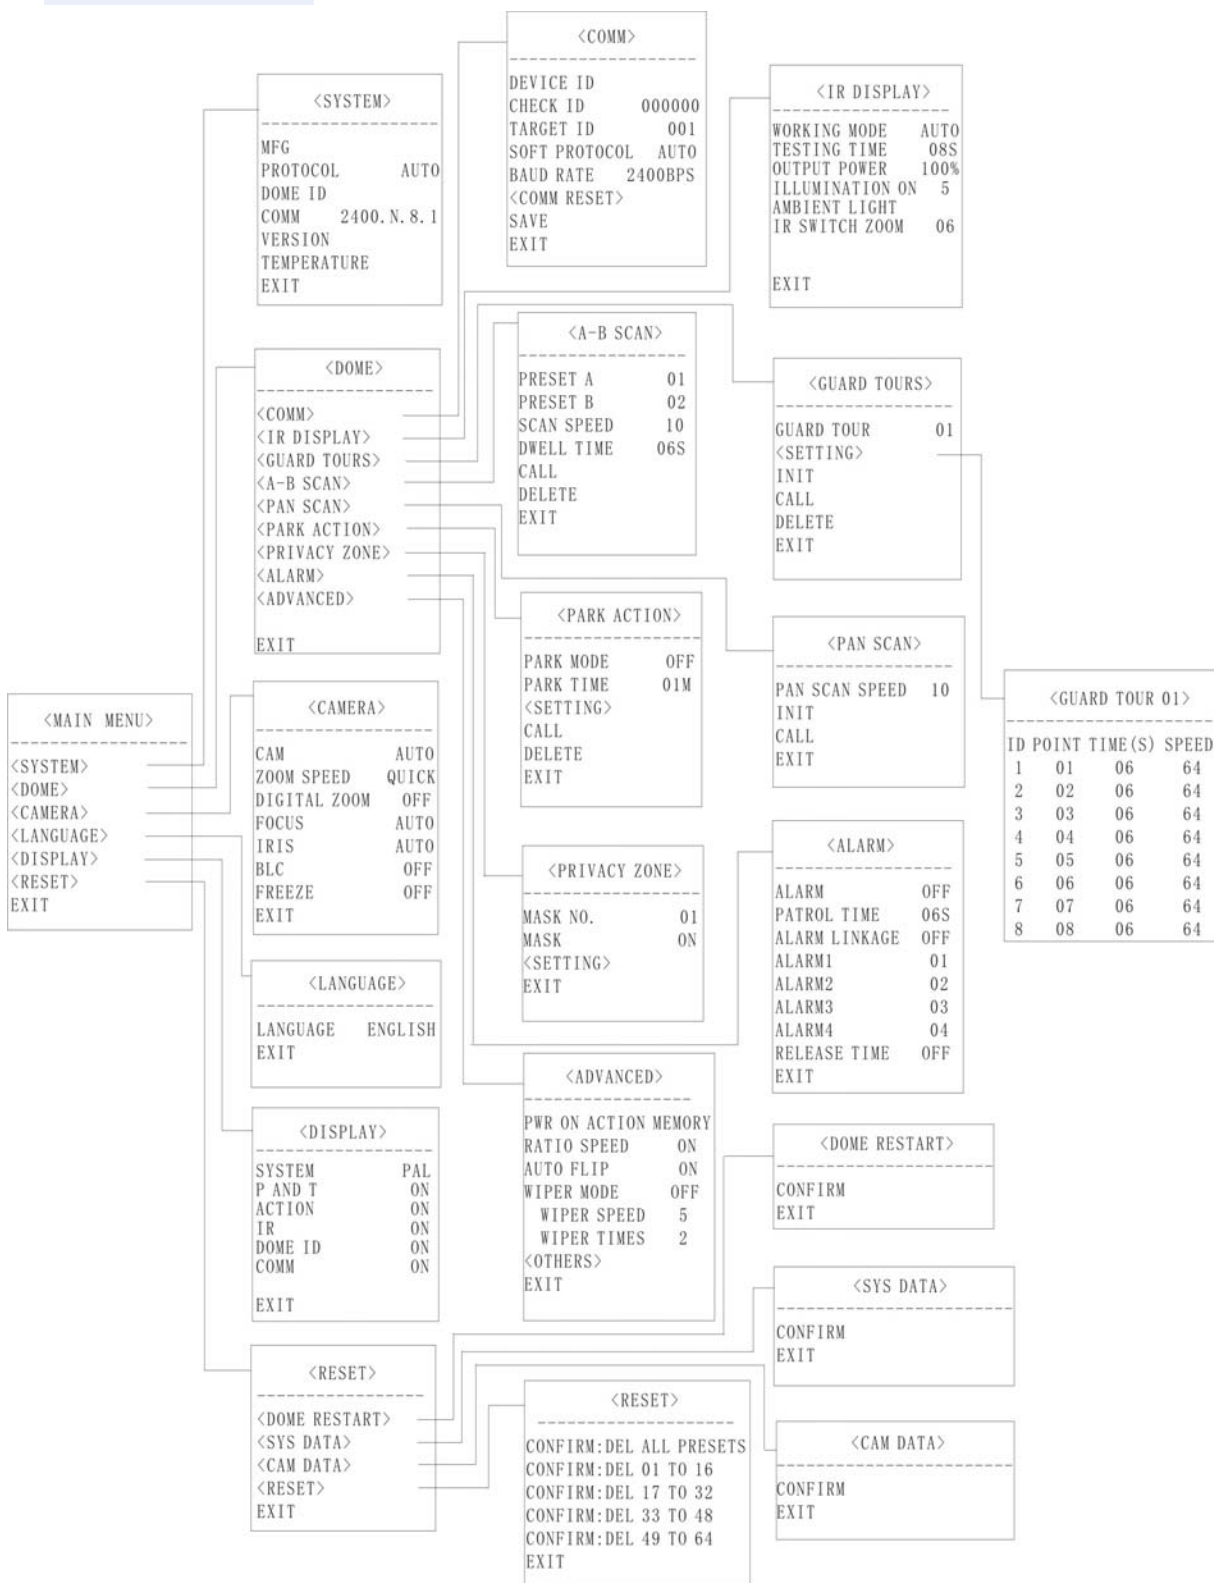 <MAIN MENU>
<SYSTEM>
<DOME>
<CAMERA>
<LANGUAGE>
<DISPLAY>
<RESET>
EXIT
<SYSTEM>
MFG
PROTOCOL AUTO
DOME ID
COMM 2400.N.8.1
VERSION
TEMPERATURE
EXIT
<DOME>
<COMM>
<IR DISPLAY>
<GUARD TOURS>
<A-B SCAN>
<PAN SCAN>
<PARK ACTION>
<PRIVACY ZONE>
<ALARM>
<ADVANCED>
EXIT
<CAMERA>
CAM AUTO
ZOOM SPEED QUICK
DIGITAL ZOOM OFF
FOCUS AUTO
IRIS AUTO
BLC OFF
FREEZE OFF
EXIT
<LANGUAGE>
LANGUAGE ENGLISH
EXIT
<DISPLAY>
SYSTEM PAL
P AND T ON
ACTION ON
IR ON
DOME ID ON
COMM ON
EXIT
<RESET>
<DOME RESTART>
<SYS DATA>
<CAM DATA>
<RESET>
EXIT
<COMM>
DEVICE ID
CHECK ID 000000
TARGET ID 001
SOFT PROTOCOL AUTO
BAUD RATE 2400BPS
<COMM RESET>
SAVE
EXIT
<A-B SCAN>
PRESET A 01
PRESET B 02
SCAN SPEED 10
DWELL TIME 06S
CALL
DELETE
EXIT
<PARK ACTION>
PARK MODE OFF
PARK TIME 01M
<SETTING>
CALL
DELETE
EXIT
<PRIVACY ZONE>
MASK NO. 01
MASK ON
<SETTING>
EXIT
<ADVANCED>
PWR ON ACTION MEMORY
RATIO SPEED ON
AUTO FLIP ON
WIPER MODE OFF
WIPER SPEED 5
WIPER TIMES 2
<OTHERS>
EXIT
<RESET>
CONFIRM:DEL ALL PRESETS
CONFIRM:DEL 01 TO 16
CONFIRM:DEL 17 TO 32
CONFIRM:DEL 33 TO 48
CONFIRM:DEL 49 TO 64
EXIT
<IR DISPLAY>
WORKING MODE AUTO
TESTING TIME 08S
OUTPUT POWER 100%
ILLUMINATION ON 5
AMBIENT LIGHT
IR SWITCH ZOOM 06
EXIT
<GUARD TOURS>
GUARD TOUR 01
<SETTING>
INIT
CALL
DELETE
EXIT
<PAN SCAN>
PAN SCAN SPEED 10
INIT
CALL
EXIT
<ALARM>
ALARM OFF
PATROL TIME 06S
ALARM LINKAGE OFF
ALARM1 01
ALARM2 02
ALARM3 03
ALARM4 04
RELEASE TIME OFF
EXIT
<DOME RESTART>
CONFIRM
EXIT
<SYS DATA>
CONFIRM
EXIT
<CAM DATA>
CONFIRM
EXIT
<GUARD TOUR 01>
ID POINT TIME(S) SPEED
1 01 06 64
2 02 06 64
3 03 06 64
4 04 06 64
5 05 06 64
6 06 06 64
7 07 06 64
8 08 06 64